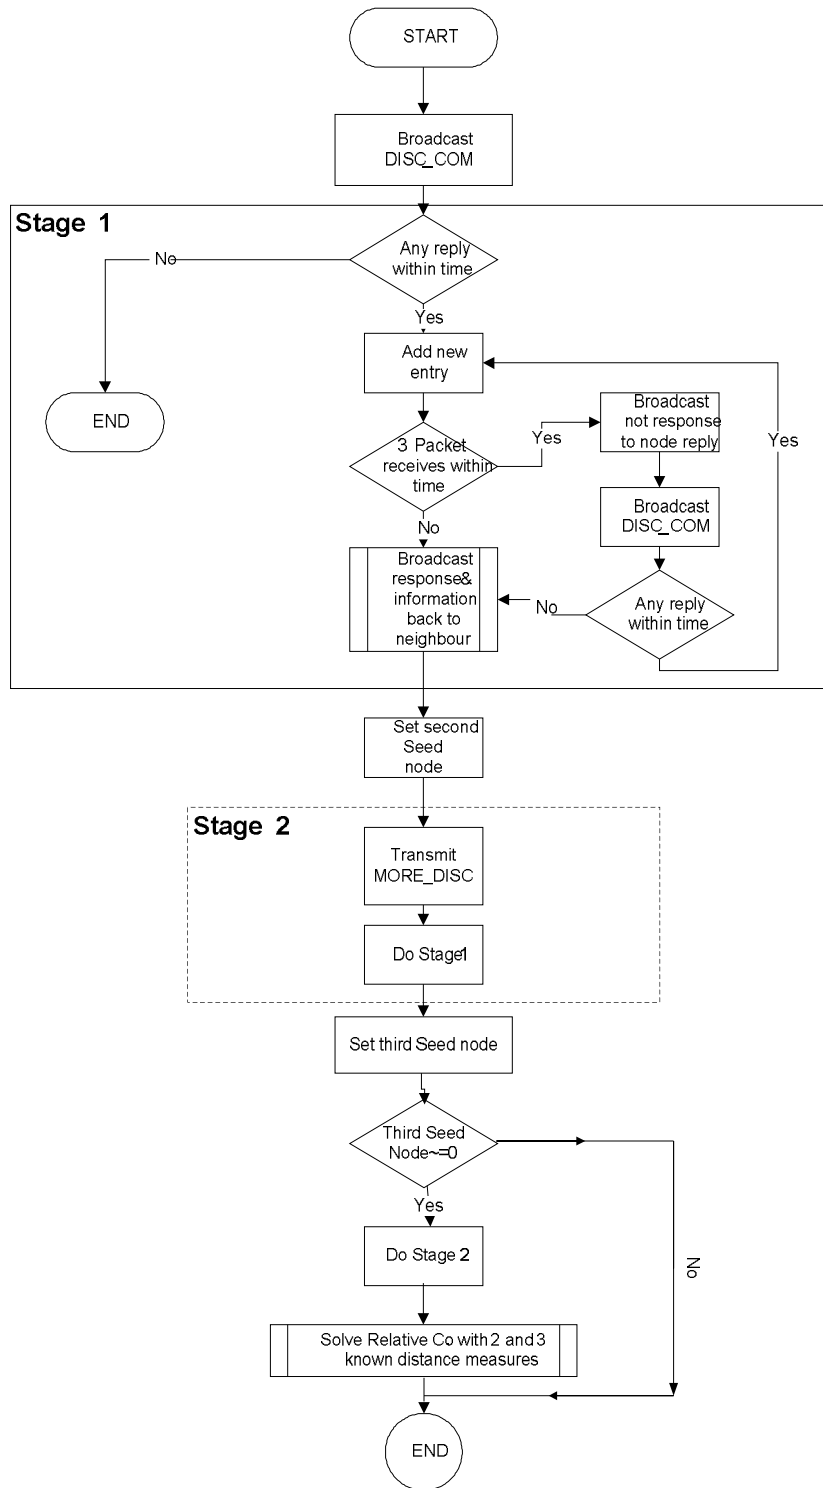 START
Broadcast
DISC_COM
Stage 1
Any reply
within time
No
Yes
Add new
entry
END
3 Packet
receives within
time
Yes
Broadcast
not response
to node reply
Yes
No
Broadcast
DISC_COM
Broadcast
response&
information
back to
neighbour
No
Any reply
within time
Set second
Seed
node
Stage 2
Transmit
MORE_DISC
Do Stage1
Set third Seed node
Third Seed
Node~=0
Yes
Do Stage 2
No
Solve Relative Co with 2 and 3
known distance measures
END